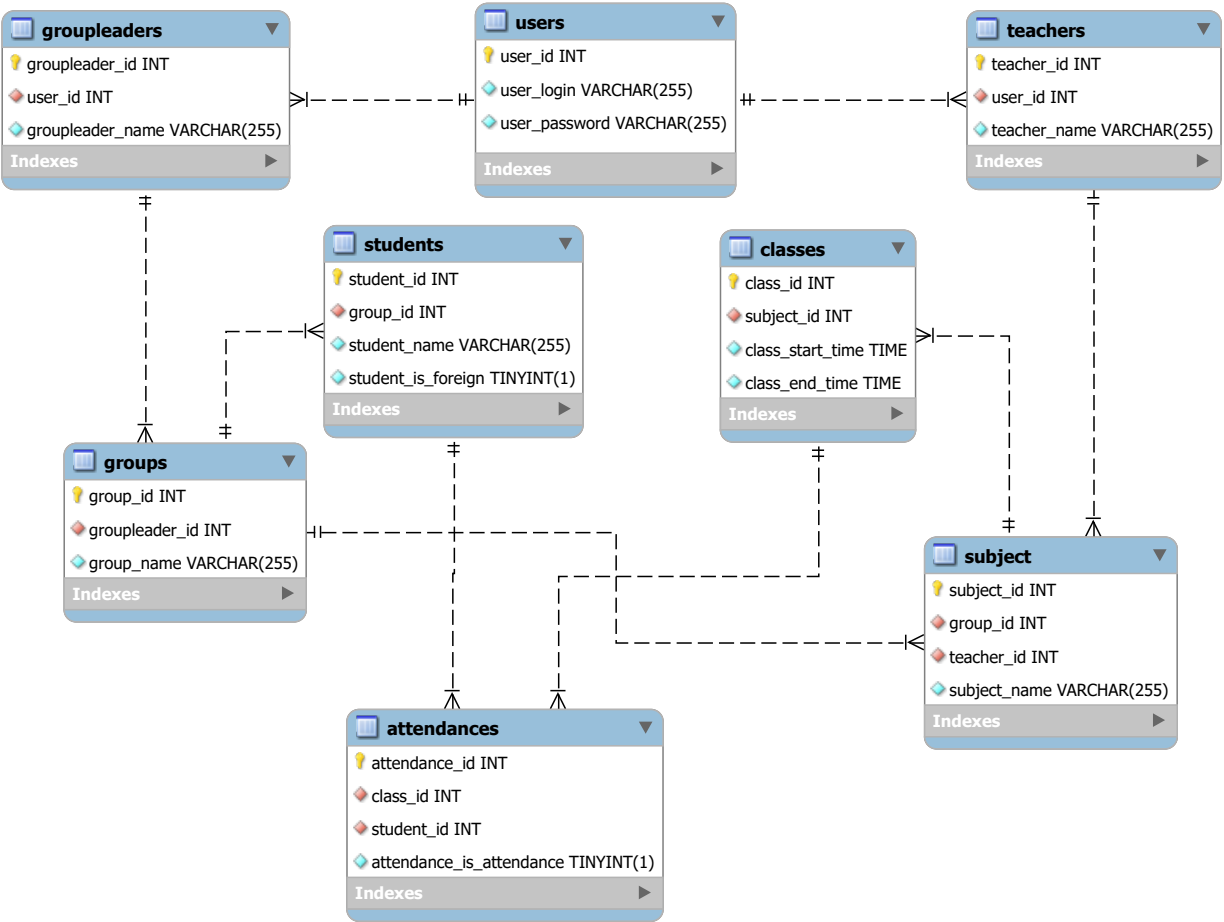 groupleaders
groupleader_id INT
user_id INT
groupleader_name VARCHAR(255)
Indexes
users
user_id INT
user_login VARCHAR(255)
user_password VARCHAR(255)
Indexes
teachers
teacher_id INT
user_id INT
teacher_name VARCHAR(255)
Indexes
students
student_id INT
group_id INT
student_name VARCHAR(255)
student_is_foreign TINYINT(1)
Indexes
classes
class_id INT
subject_id INT
class_start_time TIME
class_end_time TIME
Indexes
groups
group_id INT
groupleader_id INT
group_name VARCHAR(255)
Indexes
subject
subject_id INT
group_id INT
teacher_id INT
subject_name VARCHAR(255)
Indexes
attendances
attendance_id INT
class_id INT
student_id INT
attendance_is_attendance TINYINT(1)
Indexes